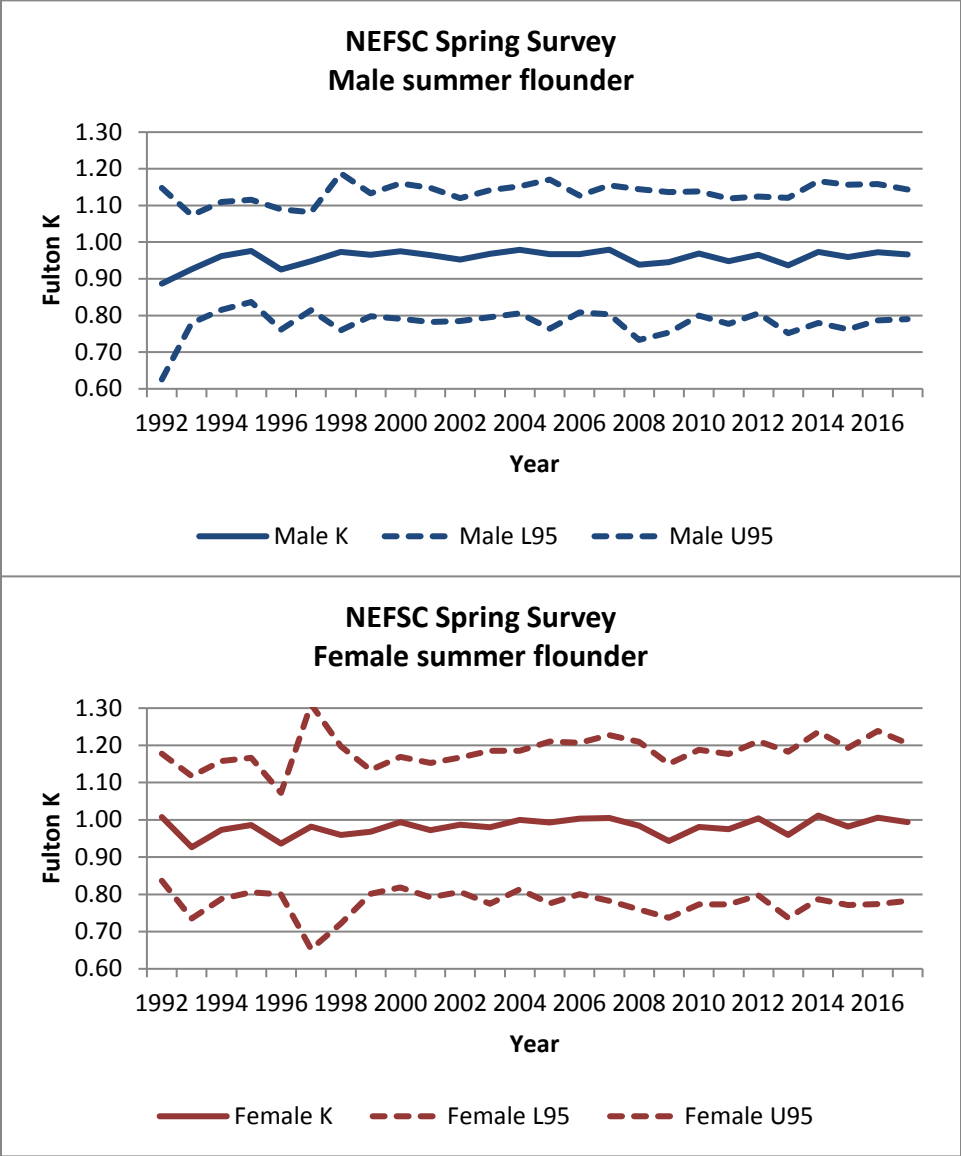 NEFSC Spring Survey
Male summer flounder
1.30
1.20
1.10
1.00
0.90
0.80
0.70
0.60
Fulton K
1992 1994 1996 1998 2000 2002 2004 2006 2008 2010 2012 2014 2016
Year
Male K Male L95 Male U95
NEFSC Spring Survey
Female summer flounder
1.30
1.20
1.10
1.00
0.90
0.80
0.70
0.60
Fulton K
1992 1994 1996 1998 2000 2002 2004 2006 2008 2010 2012 2014 2016
Year
Female K Female L95 Female U95